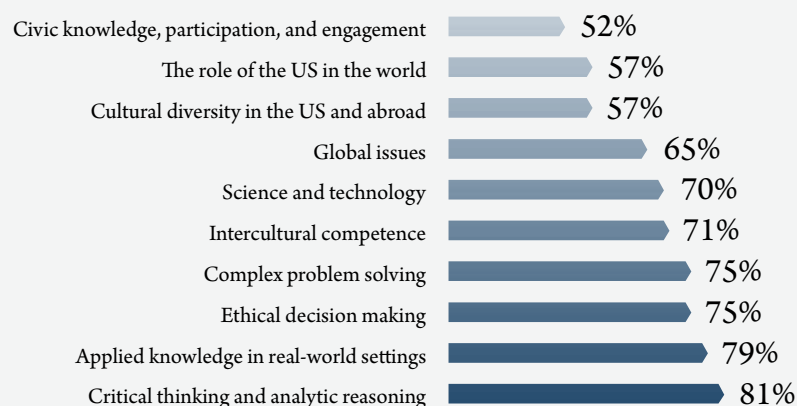 Civic knowledge, participation, and engagement 52%
The role of the US in the world 57%
Cultural diversity in the US and abroad 57%
Global issues 65%
Science and technology 70%
Intercultural competence 71%
Complex problem solving 75%
Ethical decision making 75%
Applied knowledge in real-world settings 79%
Critical thinking and analytic reasoning 81%